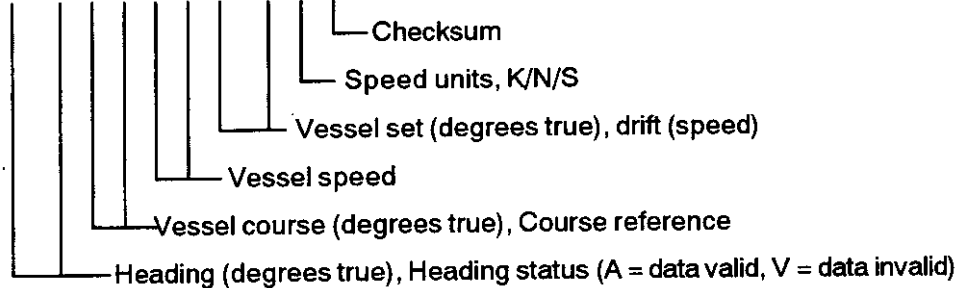 Checksum
Speed units, K/N/S
Vessel set (degrees true), drift (speed)
Vessel speed
Vessel course (degrees true), Course reference
Heading (degrees true), Heading status (A = data valid, V = data invalid)